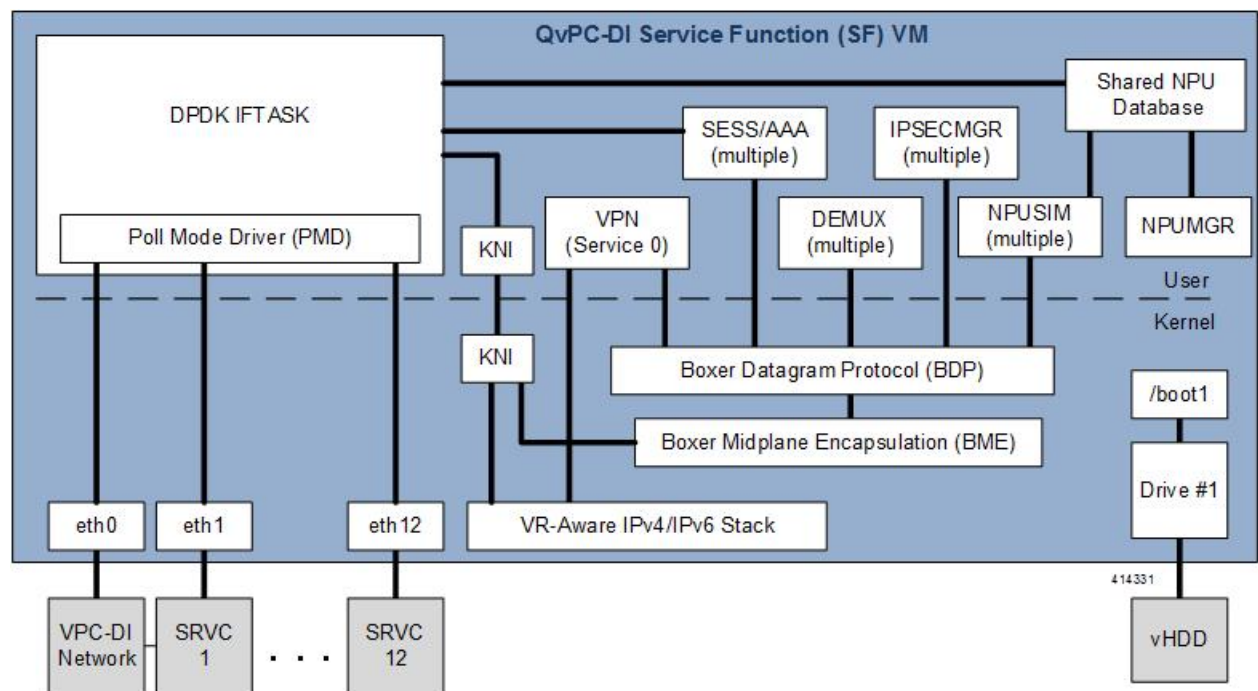 QvPC-DI Service Function (SF) VM
DPDK IFTASK
Shared NPU
Database
SESS/AAA
(multiple)
IPSECMGR
(multiple)
Poll Mode Driver (PMD)
KNI
VPN
(Service 0)
DEMUX
(multiple)
NPUSIM
(multiple)
NPUMGR
User
Kernel
KNI
Boxer Datagram Protocol (BDP)
/boot1
Boxer Midplane Encapsulation (BME)
Drive #1
eth0
eth1
eth12
VR-Aware IPv4/IPv6 Stack
414331
VPC-DI
Network
SRVC
1
. . .
SRVC
12
vHDD